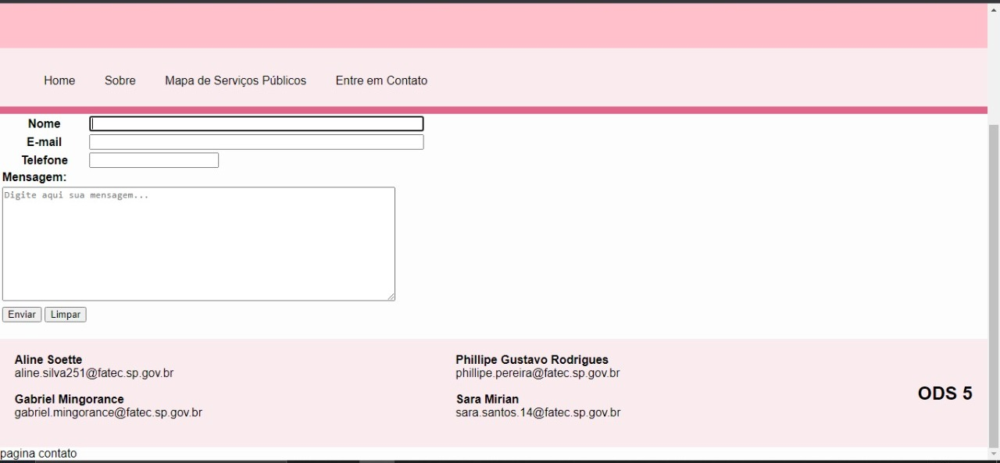 Home Sobre Mapa de Serviços Públicos Entre em Contato
Nome
E-mail
Telefone
Mensagem:
Digite aqui sua mensagem...
Enviar Limpar
Aline Soette
aline.silva251@fatec.sp.gov.br
Gabriel Mingorance
gabriel.mingorance@fatec.sp.gov.br
Phillipe Gustavo Rodrigues
phillipe.pereira@fatec.sp.gov.br
Sara Mirian
sara.santos.14@fatec.sp.gov.br
ODS 5
pagina contato